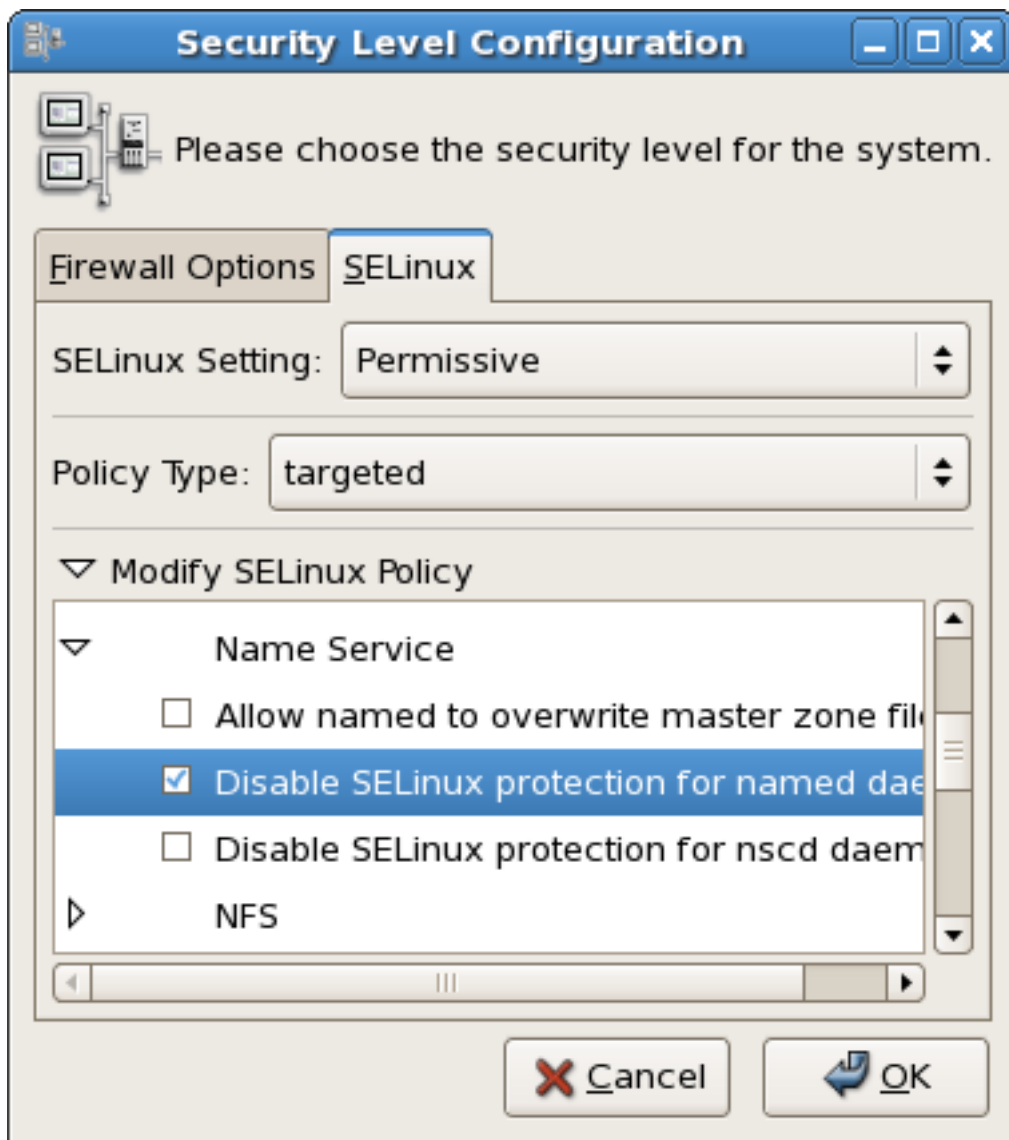 Security Level Configuration
Please choose the security level for the system.
Firewall Options
SELinux
SELinux Setting:
Permissive
Policy Type:
targeted
Modify SELinux Policy
Name Service
Allow named to overwrite master zone file
Disable SELinux protection for named dae
Disable SELinux protection for nscd daem
NFS
Cancel
OK